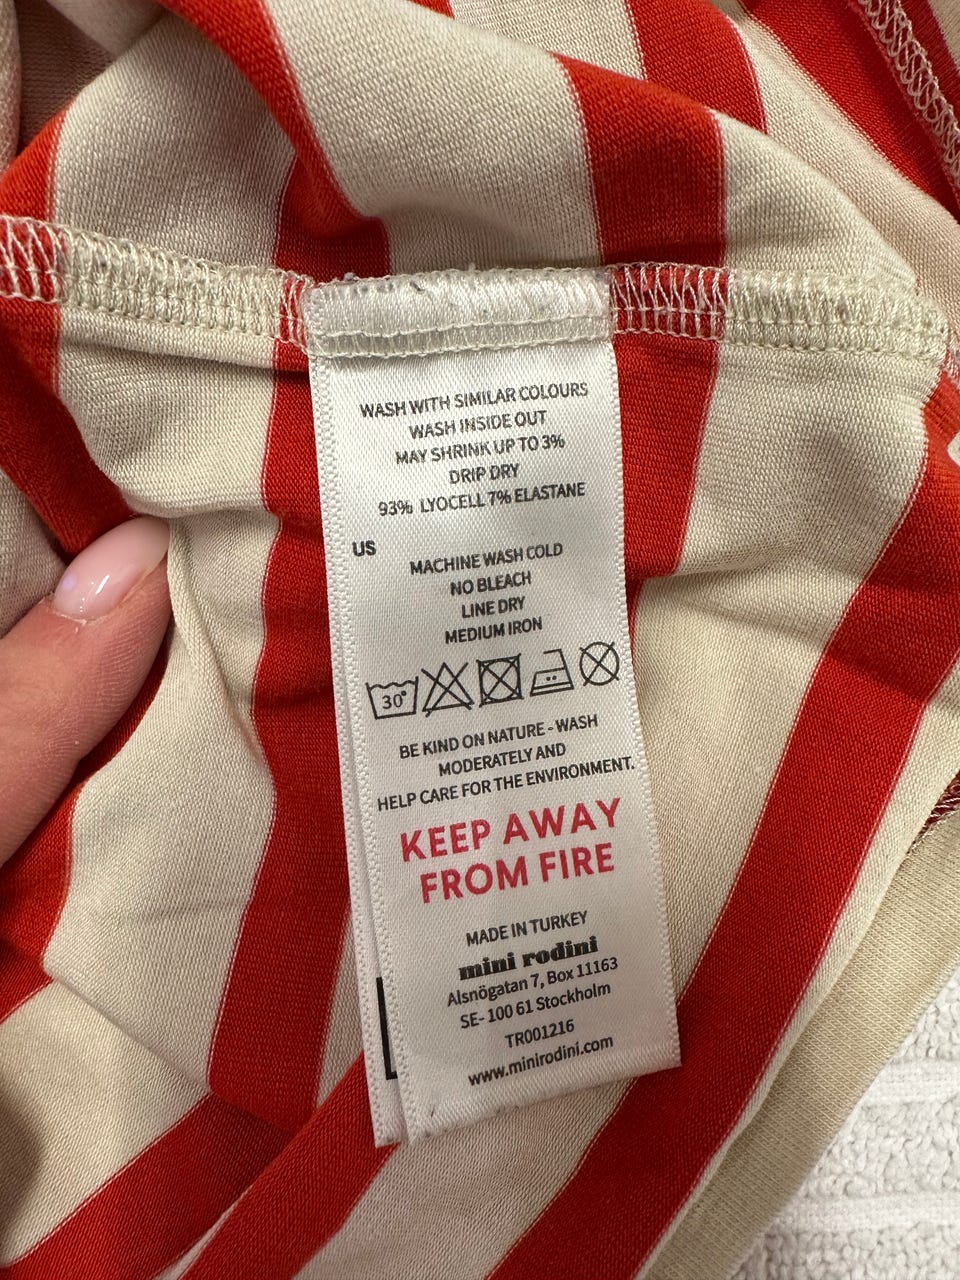 WASH WITH SIMILAR COLOURS
WASH INSIDE OUT
MAY SHRINK UP TO 3%
DRIP DRY
93% LYOCELL 7% ELASTANE
US
MACHINE WASH COLD
NO BLEACH
LINE DRY
MEDIUM IRON
30°
BE KIND ON NATURE - WASH
MODERATELY AND
HELP CARE FOR THE ENVIRONMENT.
KEEP AWAY
FROM FIRE
MADE IN TURKEY
mini rodini
Alsnögatan 7, Box 11163
SE- 100 61 Stockholm
TR001216
www.minirodini.com